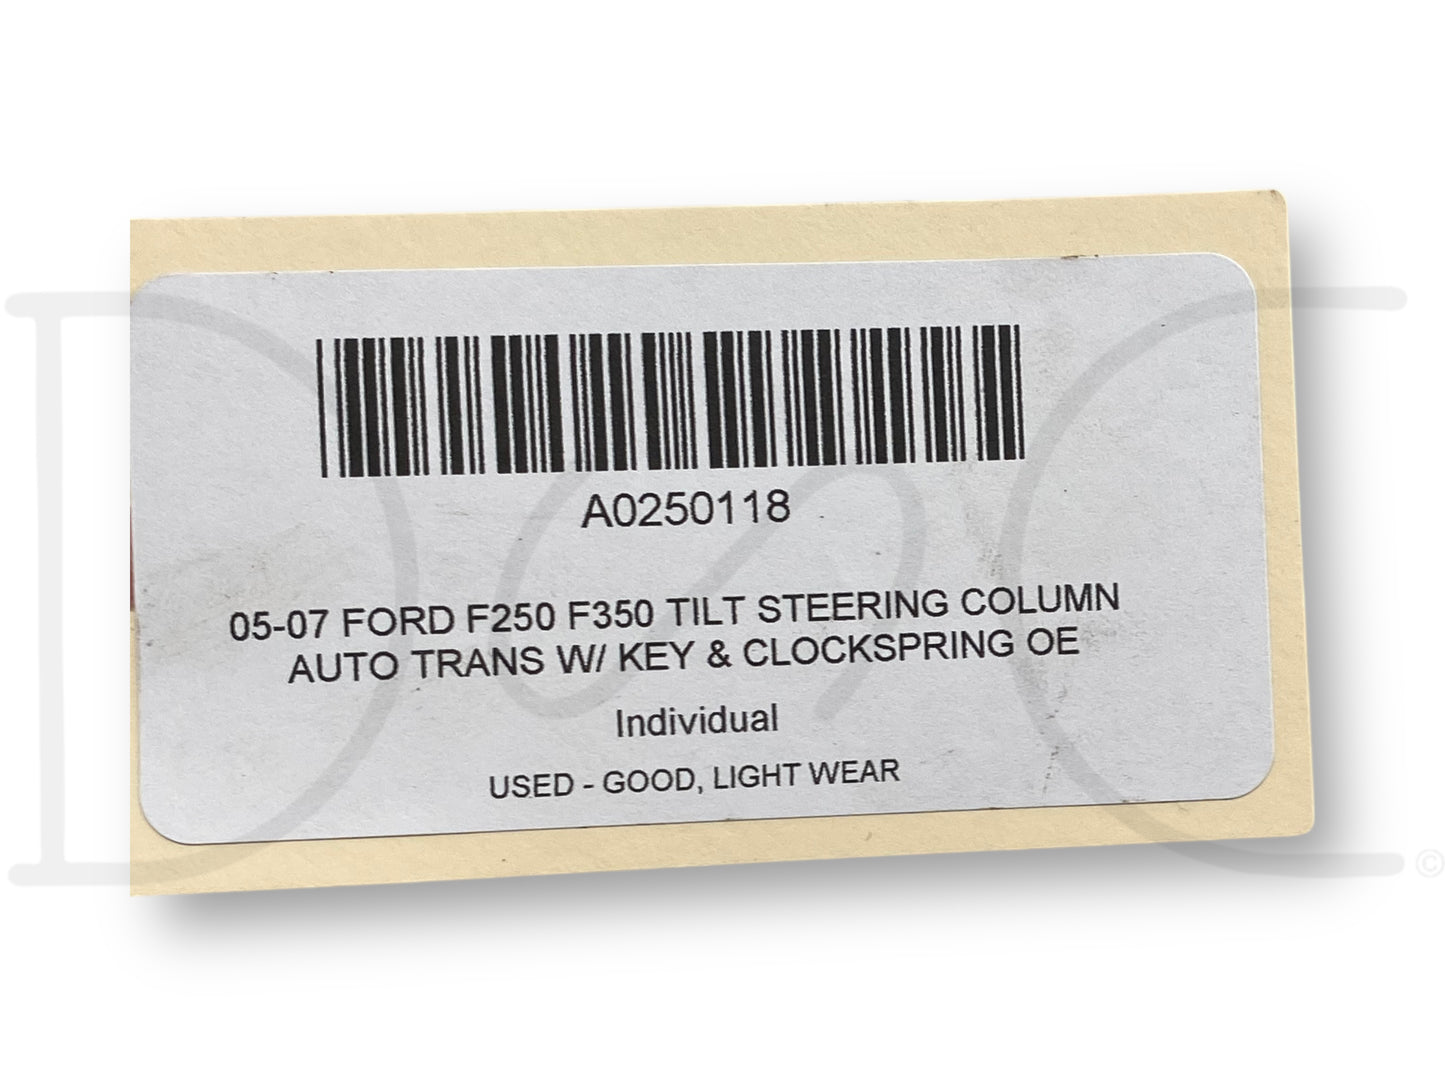 A0250118
05-07 FORD F250 F350 TILT STEERING COLUMN
AUTO TRANS W/ KEY & CLOCKSPRING OE
Individual
USED - GOOD, LIGHT WEAR
©